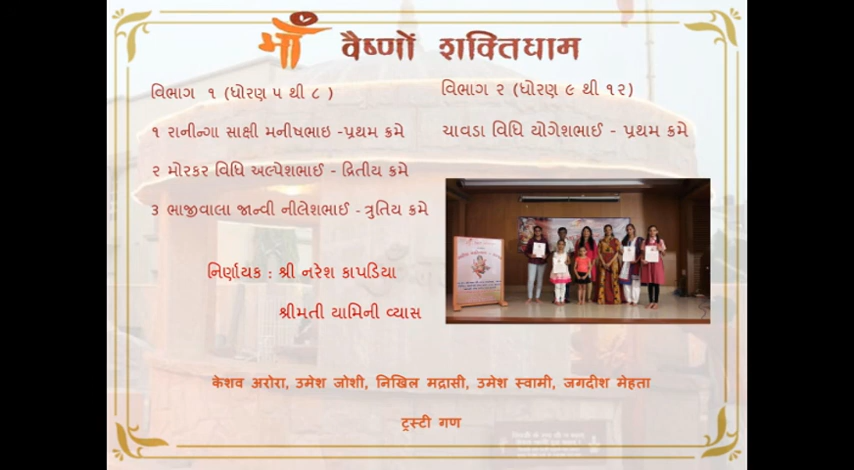 માઁ વૈષ્ણોં શક્તિધામ
વિભાગ ૧ (ધોરણ ૫ થી ૮ )
૧ રાનીન્ગા સાક્ષી મનીષભાઇ -પ્રથમ ક્રમે
૨ મોરકર વિધિ અલ્પેશભાઈ - દ્રિતીય ક્રમે
૩ ભાજીવાલા જાન્વી નીલેશભાઈ - ત્રુતિય ક્રમે
વિભાગ ૨ (ધોરણ ૯ થી ૧૨)
ચાવડા વિધિ યોગેશભાઈ - પ્રથમ ક્રમે
નિર્ણાયક : શ્રી નરેશ કાપડિયા
શ્રીમતી યામિની વ્યાસ
કેશવ અરોરા, ઉમેશ જોશી, નિખિલ મદ્રાસી, ઉમેશ સ્વામી, જગદીશ મેહતા
ટ્રસ્ટી ગણ